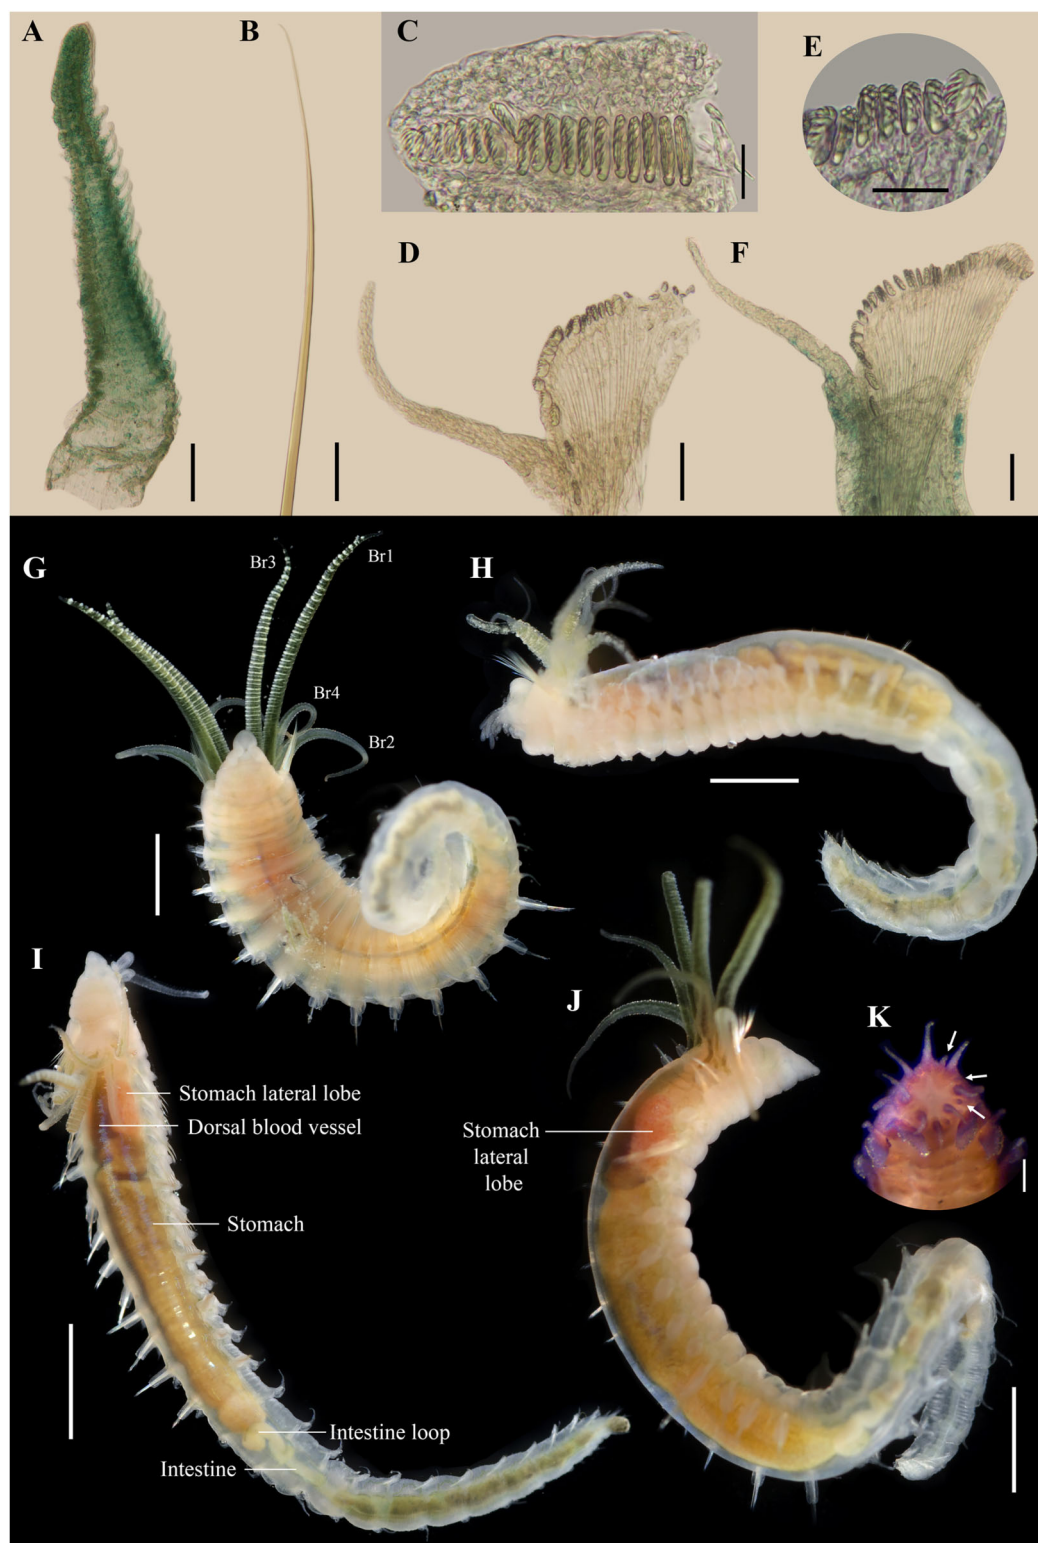 A
B
C
E
D
F
G
Br3
Br1
H
Br4
Br2
I
J
K
Stomach lateral lobe
Dorsal blood vessel
Stomach
lateral
lobe
Stomach
Intestine loop
Intestine